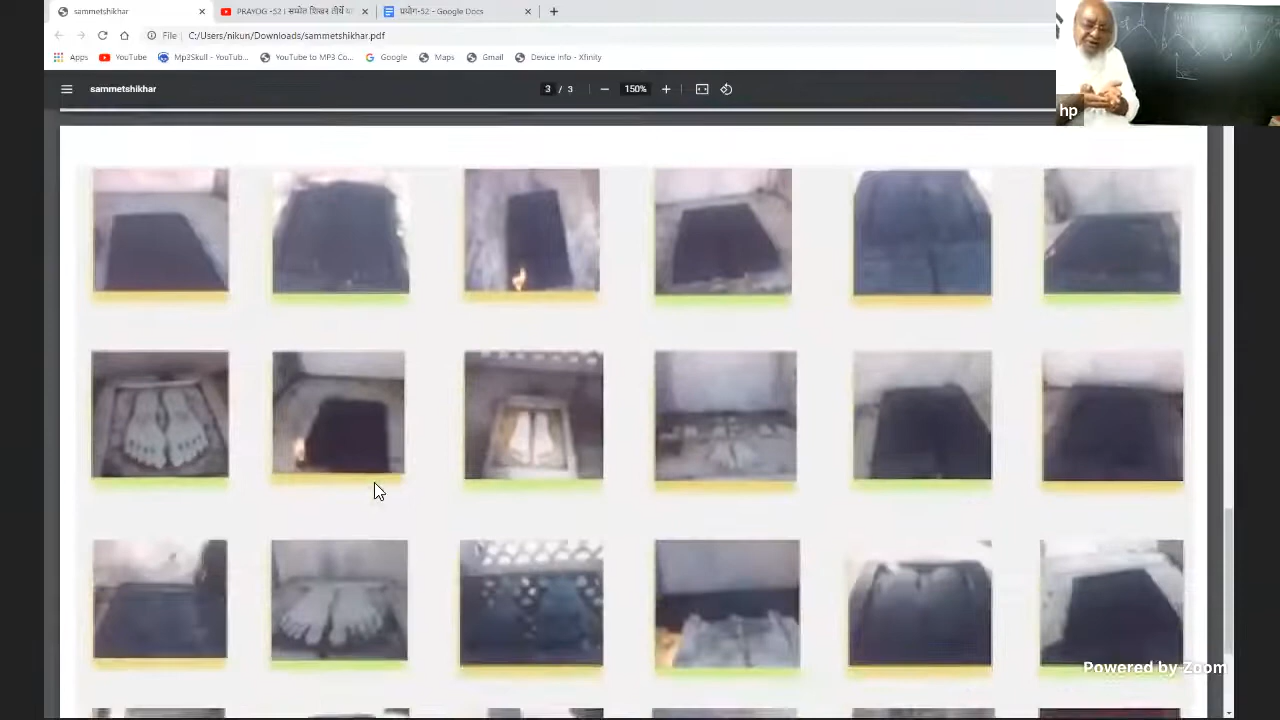 sammetshikhar
PRAYOG -52 । सम्मेत शिखर तीर्थ
प्रयोग-52 - Google Docs
File
C:/Users/nikun/Downloads/sammetshikhar.pdf
Apps
YouTube
Mp3Skull - YouTub...
YouTube to MP3 Co...
Google
Maps
Gmail
Device Info - Xfinity
sammetshikhar
3 / 3
150%
hp
Powered by Zoom